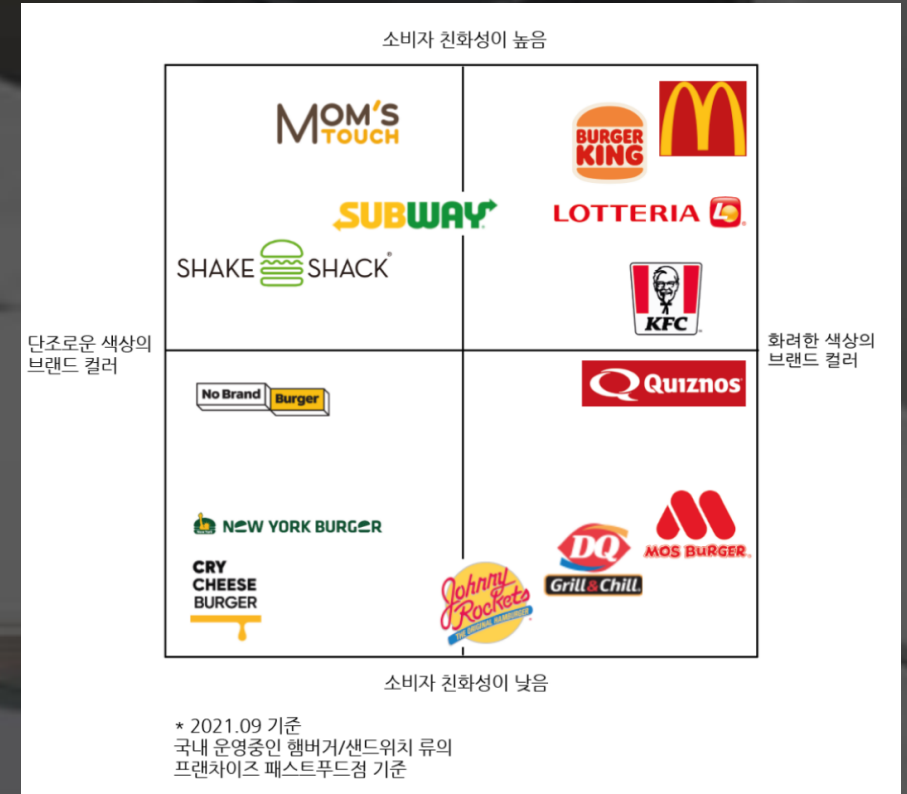 소비자 친화성이 높음
MOM'S
TOUCH
BURGER
KING
SUBWAY
LOTTERIA
SHAKE SHACK
KFC
단조로운 색상의
브랜드 컬러
화려한 색상의
브랜드 컬러
No Brand Burger
Quiznos
NEW YORK BURGER
MOS BURGER
DQ
Grill & Chill
CRY
CHEESE
BURGER
Johnny
Rockets
THE ORIGINAL HAMBURGER
소비자 친화성이 낮음
* 2021.09 기준
국내 운영중인 햄버거/샌드위치 류의
프랜차이즈 패스트푸드점 기준